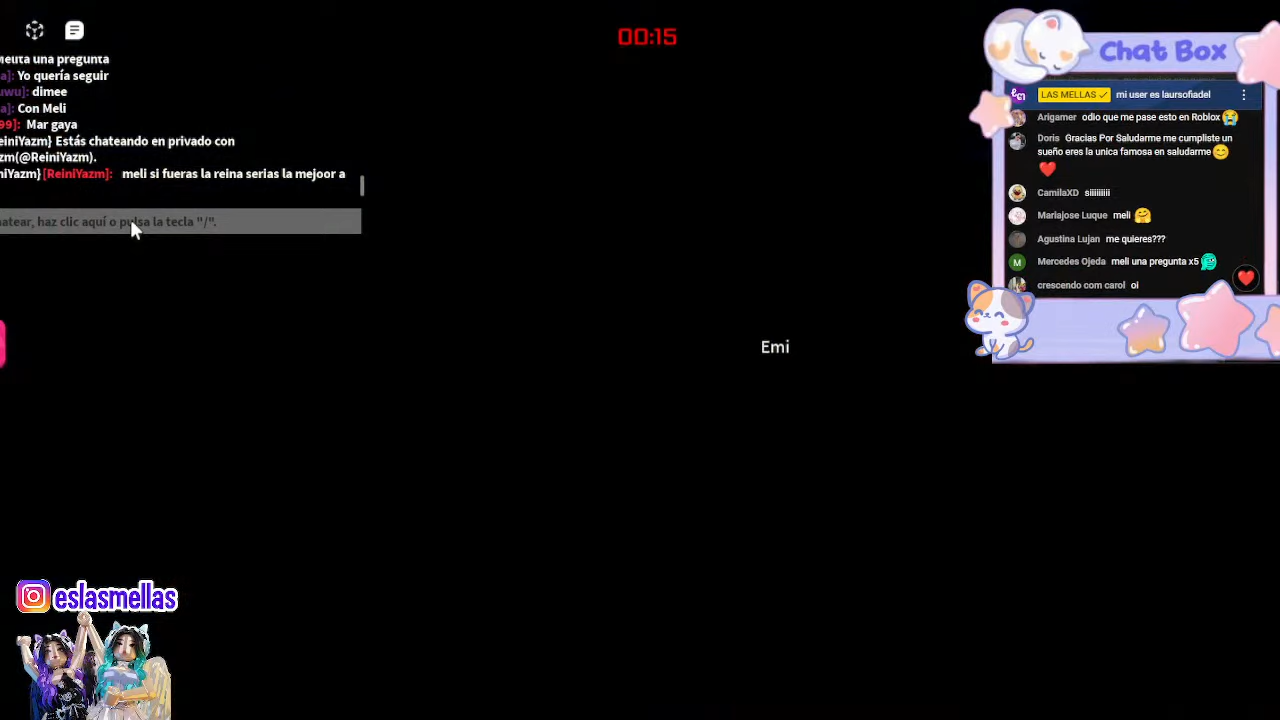 00:15
Melita una pregunta
a]: Yo quería seguir
uwu]: dimee
a]: Con Meli
99]: Mar gaya
ReiniYazm} Estás chateando en privado con
zm(@ReiniYazm).
niYazm} [ReiniYazm]: meli si fueras la reina serias la mejoor a
hatear, haz clic aquí o pulsa la tecla "/".
Emi
eslasmellas
Chat Box
LAS MELLAS mi user es laursofiadel
Arigamer odio que me pase esto en Roblox 😭
Doris Gracias Por Saludarme me cumpliste un
sueño eres la unica famosa en saludarme 😊
❤️
CamilaXD siiiiiiiii
Mariajose Luque meli 🤗
Agustina Lujan me quieres???
M
Mercedes Ojeda meli una pregunta x5
crescendo com carol oi